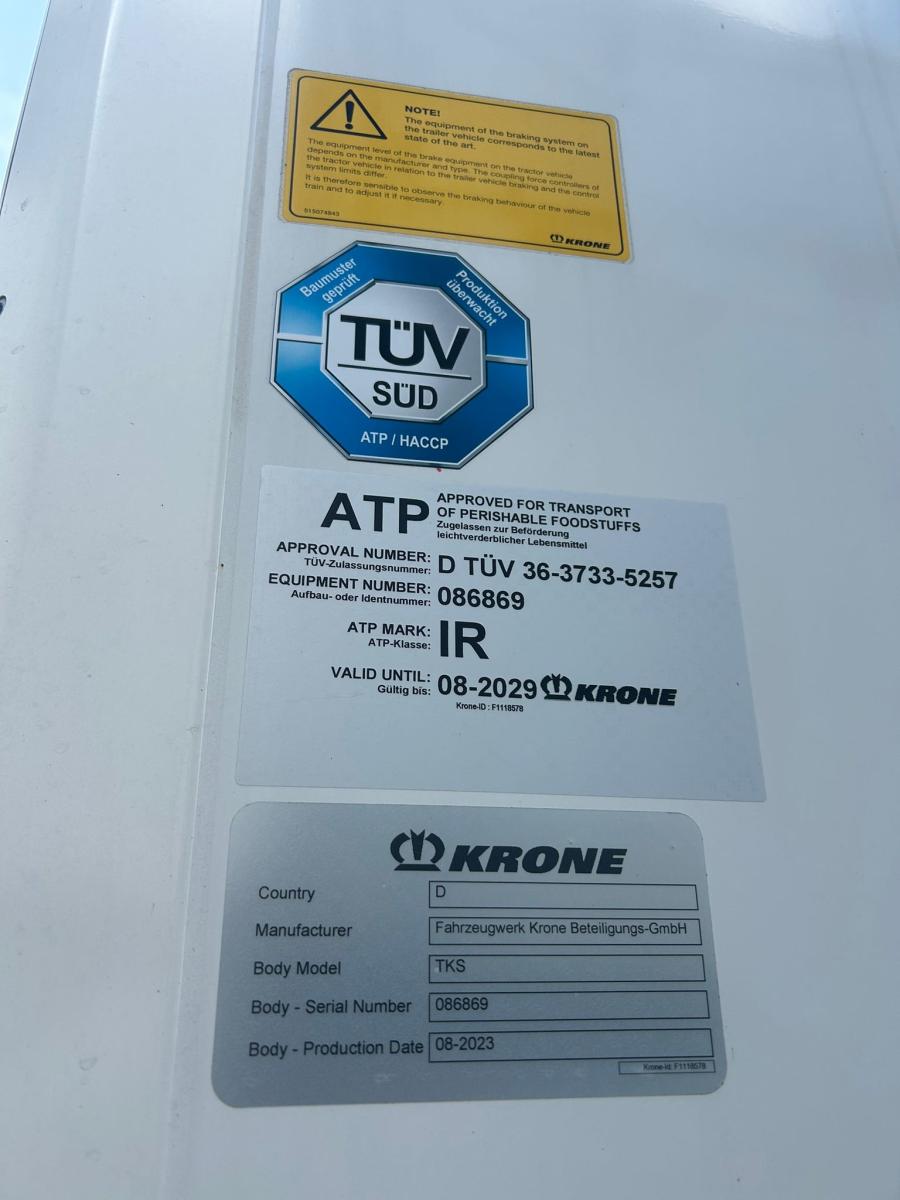 NOTE!
The equipment of the braking system on
the trailer vehicle corresponds to the latest
state of the art.
The equipment level of the brake equipment on the tractor vehicle
depends on the manufacturer and type. The coupling force controllers of
the tractor vehicle in relation to the trailer vehicle braking and the control
system limits differ.
It is therefore sensible to observe the braking behaviour of the vehicle
train and to adjust it if necessary.
515074843
KRONE
Baumuster
geprüft
Produktion
überwacht
TÜV
SÜD
ATP / HACCP
ATP
APPROVED FOR TRANSPORT
OF PERISHABLE FOODSTUFFS
Zugelassen zur Beförderung
leichtverderblicher Lebensmittel
APPROVAL NUMBER: D TÜV 36-3733-5257
TÜV-Zulassungsnummer:
EQUIPMENT NUMBER: 086869
Aufbau- oder Identnummer:
ATP MARK: IR
ATP-Klasse:
VALID UNTIL: 08-2029 KRONE
Gültig bis:
Krone-ID : F1118578
KRONE
Country D
Manufacturer Fahrzeugwerk Krone Beteiligungs-GmbH
Body Model TKS
Body - Serial Number 086869
Body - Production Date 08-2023
Krone-Id: F1118578